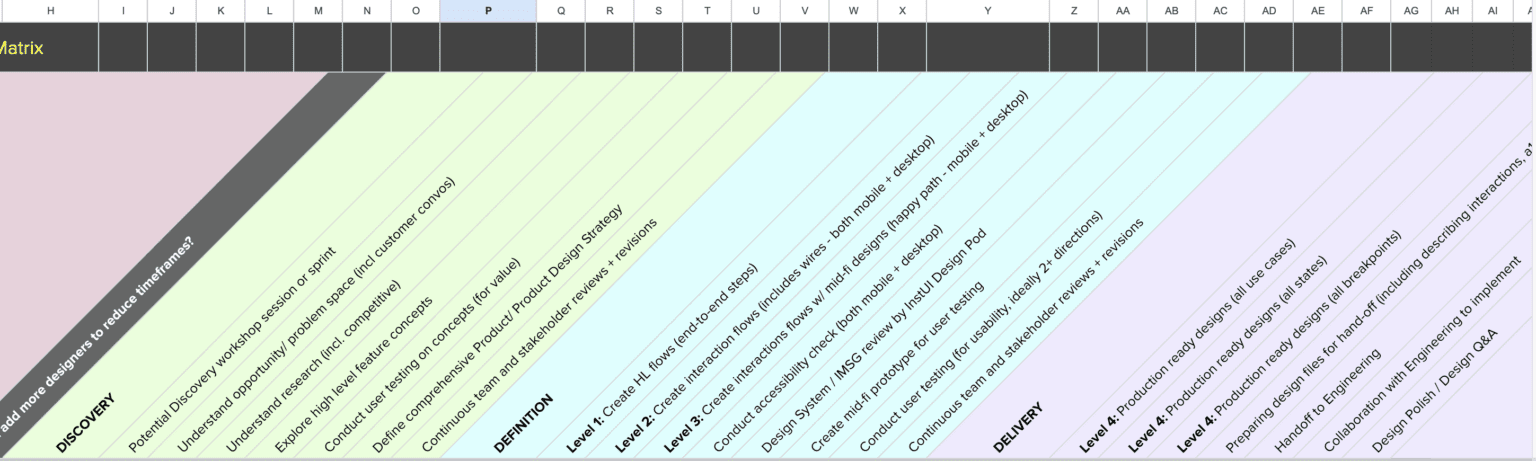 H I J K L M N O P Q R S T U V W X Y Z AA AB AC AD AE AF AG AH AI
Matrix
add more designers to reduce timeframes?
DISCOVERY
Potential Discovery workshop session or sprint
Understand opportunity/ problem space (incl customer convos)
Understand research (incl. competitive)
Explore high level feature concepts
Conduct user testing on concepts (for value)
Define comprehensive Product/ Product Design Strategy
Continuous team and stakeholder reviews + revisions
DEFINITION
Level 1: Create HL flows (end-to-end steps)
Level 2: Create interaction flows (includes wires - both mobile + desktop)
Level 3: Create interactions flows w/ mid-fi designs (happy path - mobile + desktop)
Conduct accessibility check (both mobile + desktop)
Design System / IMSG review by InstUI Design Pod
Create mid-fi prototype for user testing
Conduct user testing (for usability, ideally 2+ directions)
Continuous team and stakeholder reviews + revisions
DELIVERY
Level 4: Production ready designs (all use cases)
Level 4: Production ready designs (all states)
Level 4: Production ready designs (all breakpoints)
Preparing design files for hand-off (including describing interactions,
Handoff to Engineering
Collaboration with Engineering to implement
Design Polish / Design Q&A